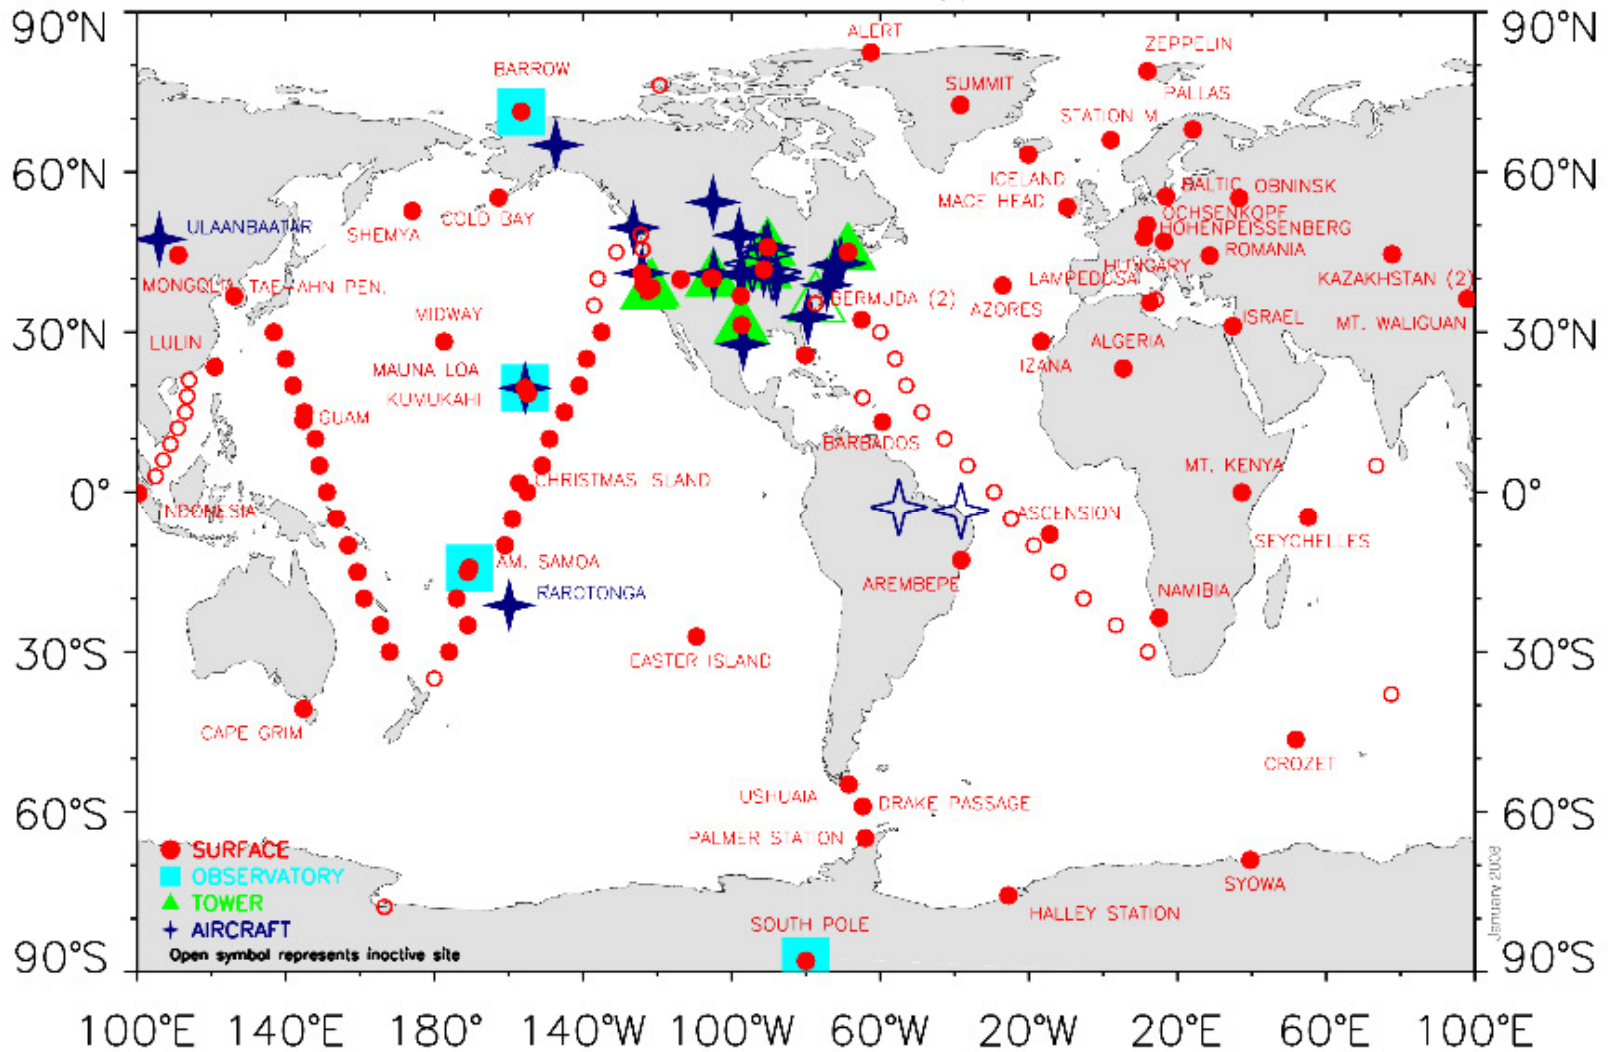 90°N
90°N
ALERT
ZEPPELIN
BARROW
SUMMIT
PALLAS
STATION M
60°N
60°N
ICELAND
BALTIC
OBNINSK
MACE HEAD
COLD BAY
OCHSENKOPF
SHEMYA
ULAANBAATAR
HOHENPEISSENBERG
ROMANIA
HUNGARY
MONGOLIA
TAE-AHN PEN.
LAMPEDUSA
KAZAKHSTAN (2)
BERMUDA (2)
AZORES
MIDWAY
ISRAEL
MT. WALIGUAN
30°N
30°N
LULIN
ALGERIA
MAUNA LOA
IZANA
KUMUKAHI
GUAM
BARBADOS
MT. KENYA
CHRISTMAS ISLAND
0°
0°
INDONESIA
ASCENSION
SEYCHELLES
AM. SAMOA
AREMBEPE
RAROTONGA
NAMIBIA
30°S
30°S
EASTER ISLAND
CAPE GRIM
CROZET
USHUAIA
DRAKE PASSAGE
60°S
60°S
PALMER STATION
SURFACE
OBSERVATORY
SYOWA
TOWER
HALLEY STATION
SOUTH POLE
AIRCRAFT
Open symbol represents inactive site
January 2008
90°S
90°S
100°E 140°E 180° 140°W 100°W 60°W 20°W 20°E 60°E 100°E